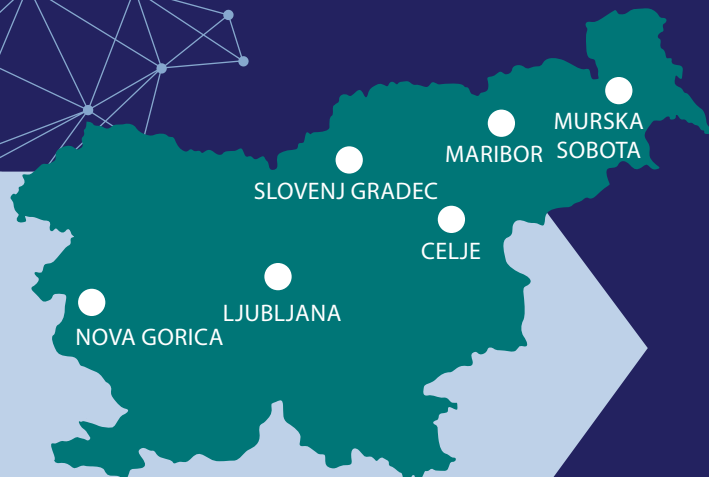 MURSKA
SOBOTA
MARIBOR
SLOVENJ GRADEC
CELJE
LJUBLJANA
NOVA GORICA